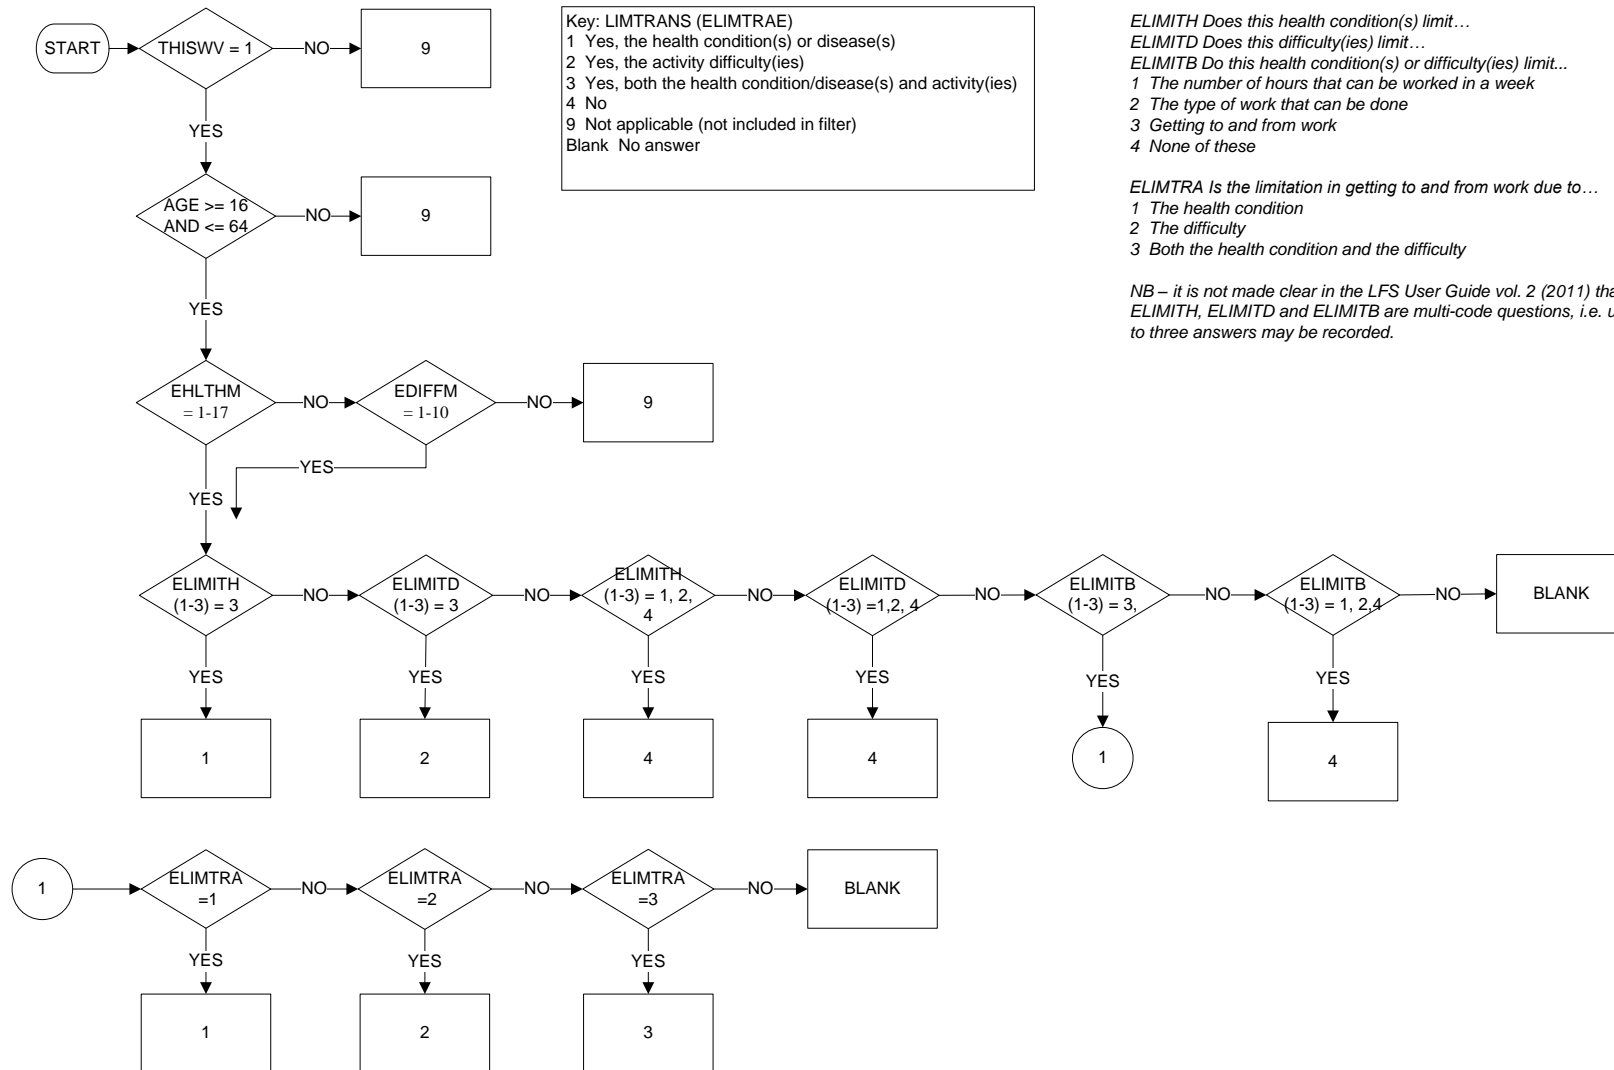 START
THISWV = 1
NO
9
Key: LIMTRANS (ELIMTRAE)
1 Yes, the health condition(s) or disease(s)
2 Yes, the activity difficulty(ies)
3 Yes, both the health condition/disease(s) and activity(ies)
4 No
9 Not applicable (not included in filter)
Blank No answer
ELIMITH Does this health condition(s) limit…
ELIMITD Does this difficulty(ies) limit…
ELIMITB Do this health condition(s) or difficulty(ies) limit...
1 The number of hours that can be worked in a week
2 The type of work that can be done
3 Getting to and from work
4 None of these
ELIMTRA Is the limitation in getting to and from work due to…
1 The health condition
2 The difficulty
3 Both the health condition and the difficulty
NB – it is not made clear in the LFS User Guide vol. 2 (2011) tha
ELIMITH, ELIMITD and ELIMITB are multi-code questions, i.e. u
to three answers may be recorded.
YES
AGE >= 16
AND <= 64
NO
9
YES
EHLTHM
= 1-17
NO
EDIFFM
= 1-10
NO
9
YES
YES
ELIMITH
(1-3) = 3
NO
ELIMITD
(1-3) = 3
NO
ELIMITH
(1-3) = 1, 2,
4
NO
ELIMITD
(1-3) =1,2, 4
NO
ELIMITB
(1-3) = 3,
NO
ELIMITB
(1-3) = 1, 2,4
NO
BLANK
YES
YES
YES
YES
YES
YES
1
2
4
4
1
4
1
ELIMTRA
=1
NO
ELIMTRA
=2
NO
ELIMTRA
=3
NO
BLANK
YES
YES
YES
1
2
3